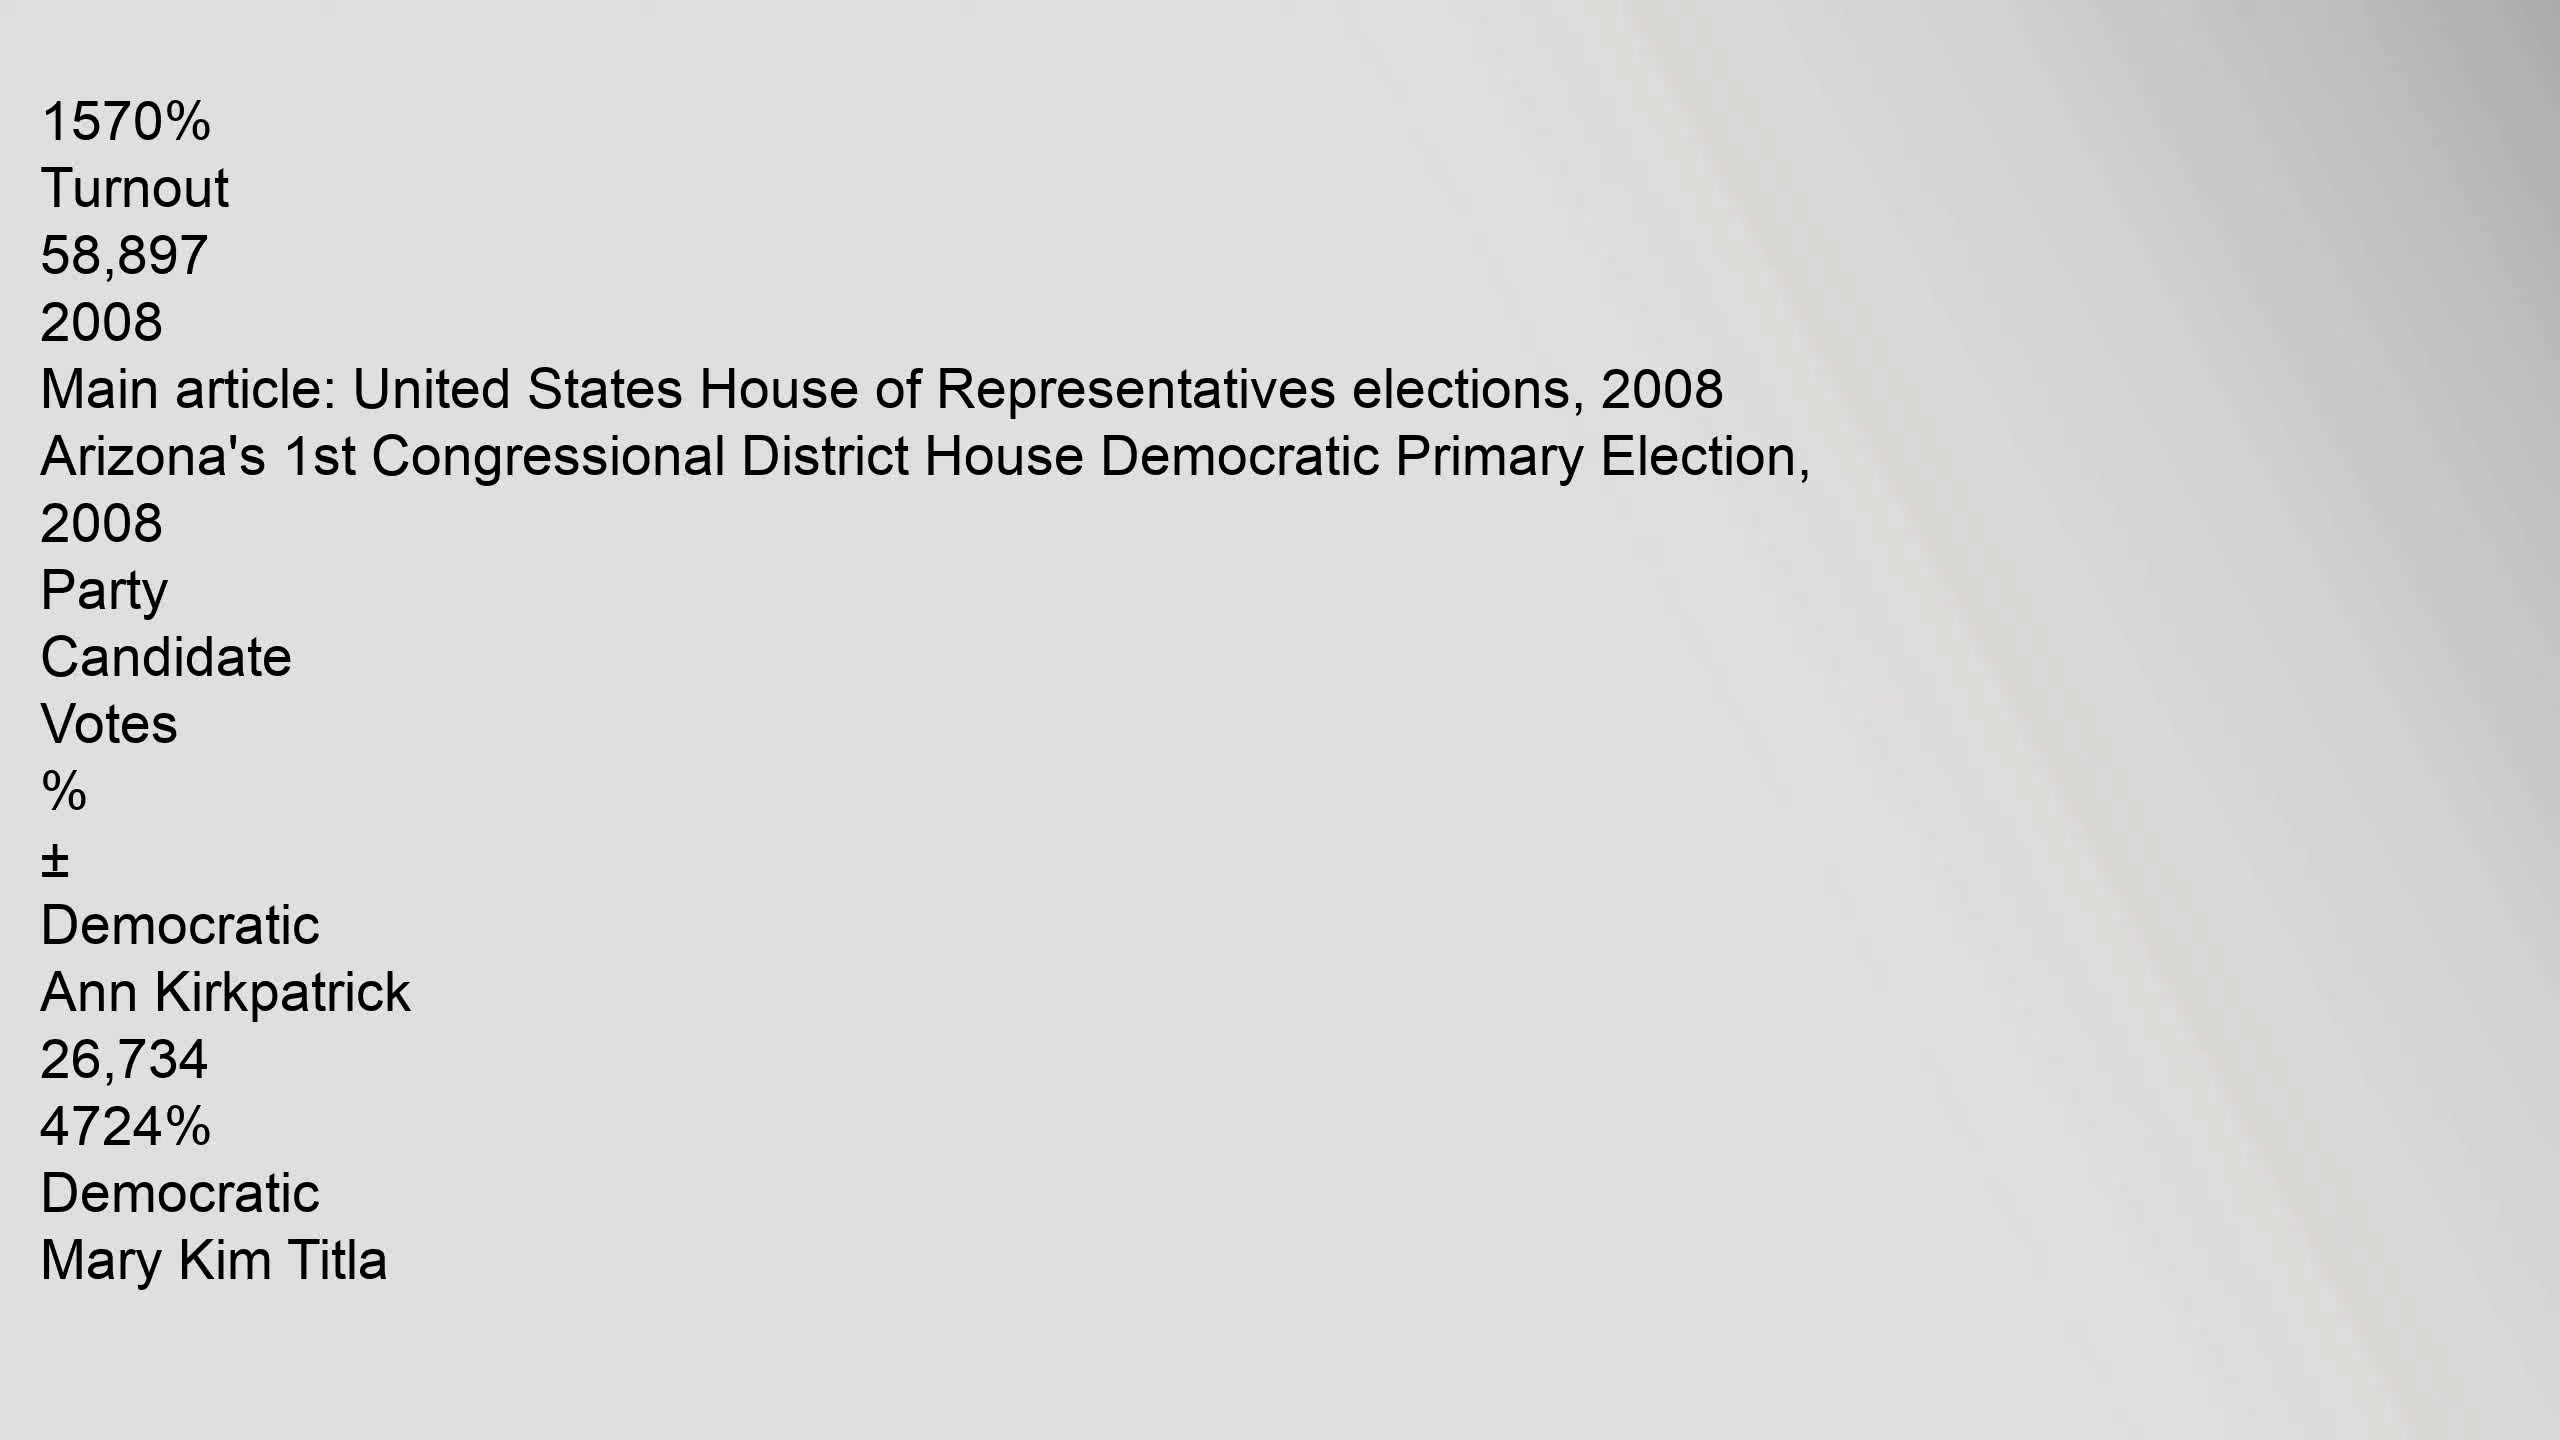 1570%
Turnout
58,897
2008
Main article: United States House of Representatives elections, 2008
Arizona's 1st Congressional District House Democratic Primary Election,
2008
Party
Candidate
Votes
%
±
Democratic
Ann Kirkpatrick
26,734
4724%
Democratic
Mary Kim Titla